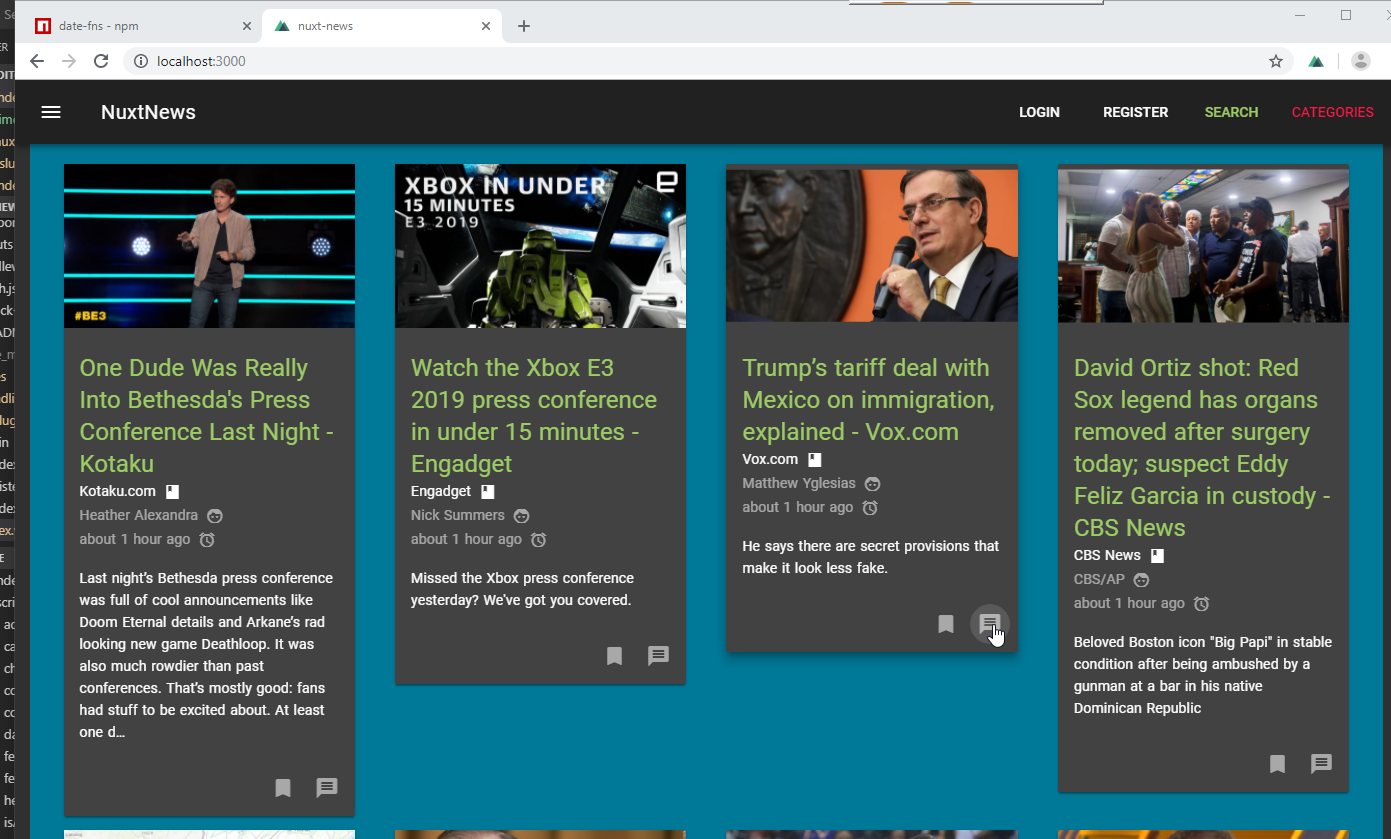 date-fns - npm
nuxt-news
localhost:3000
NuxtNews
LOGIN
REGISTER
SEARCH
CATEGORIES
#BE3
One Dude Was Really
Into Bethesda's Press
Conference Last Night -
Kotaku
Kotaku.com
Heather Alexandra
about 1 hour ago
Last night's Bethesda press conference
was full of cool announcements like
Doom Eternal details and Arkane's rad
looking new game Deathloop. It was
also much rowdier than past
conferences. That's mostly good: fans
had stuff to be excited about. At least
one d…
XBOX IN UNDER
15 MINUTES
E3 2019
Watch the Xbox E3
2019 press conference
in under 15 minutes -
Engadget
Engadget
Nick Summers
about 1 hour ago
Missed the Xbox press conference
yesterday? We've got you covered.
Trump's tariff deal with
Mexico on immigration,
explained - Vox.com
Vox.com
Matthew Yglesias
about 1 hour ago
He says there are secret provisions that
make it look less fake.
David Ortiz shot: Red
Sox legend has organs
removed after surgery
today; suspect Eddy
Feliz Garcia in custody -
CBS News
CBS News
CBS/AP
about 1 hour ago
Beloved Boston icon "Big Papi" in stable
condition after being ambushed by a
gunman at a bar in his native
Dominican Republic